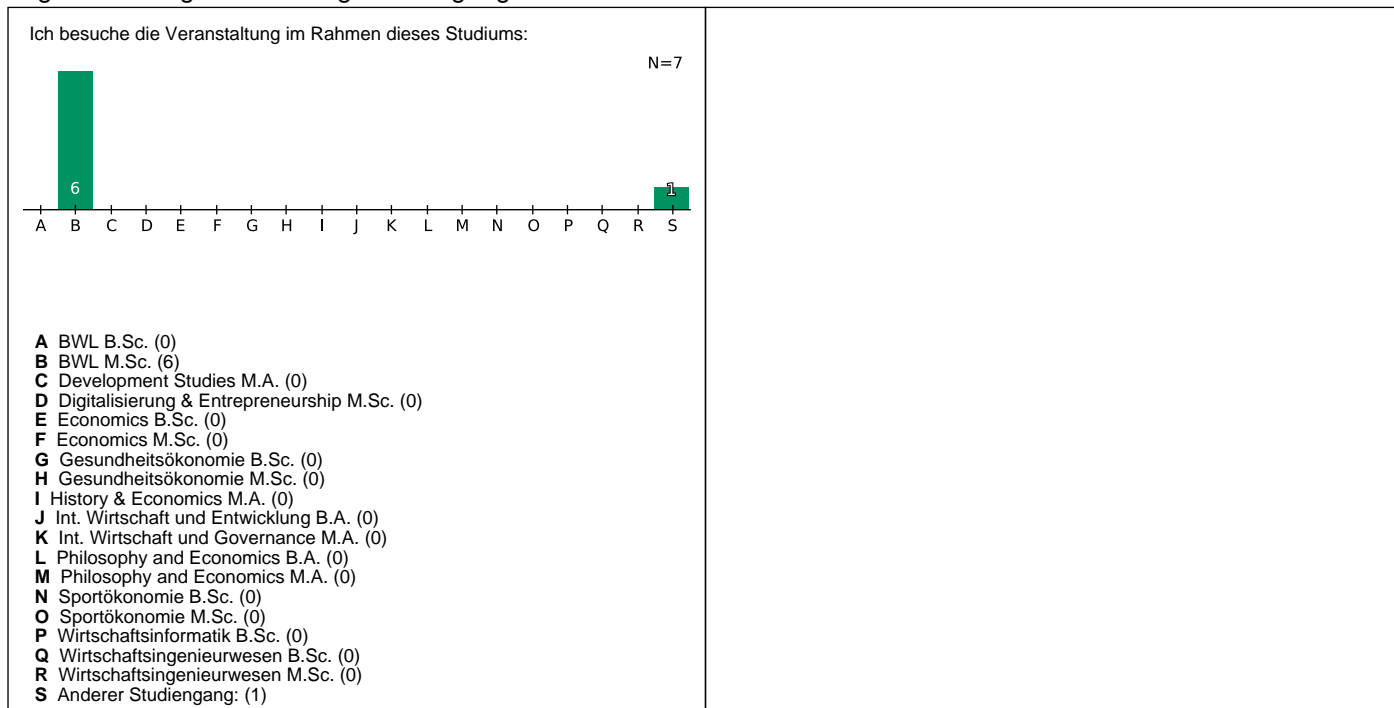 Ich besuche die Veranstaltung im Rahmen dieses Studiums:
N=7
6
1
A B C D E F G H I J K L M N O P Q R S
A BWL B.Sc. (0)
B BWL M.Sc. (6)
C Development Studies M.A. (0)
D Digitalisierung & Entrepreneurship M.Sc. (0)
E Economics B.Sc. (0)
F Economics M.Sc. (0)
G Gesundheitsökonomie B.Sc. (0)
H Gesundheitsökonomie M.Sc. (0)
I History & Economics M.A. (0)
J Int. Wirtschaft und Entwicklung B.A. (0)
K Int. Wirtschaft und Governance M.A. (0)
L Philosophy and Economics B.A. (0)
M Philosophy and Economics M.A. (0)
N Sportökonomie B.Sc. (0)
O Sportökonomie M.Sc. (0)
P Wirtschaftsinformatik B.Sc. (0)
Q Wirtschaftsingenieurwesen B.Sc. (0)
R Wirtschaftsingenieurwesen M.Sc. (0)
S Anderer Studiengang: (1)